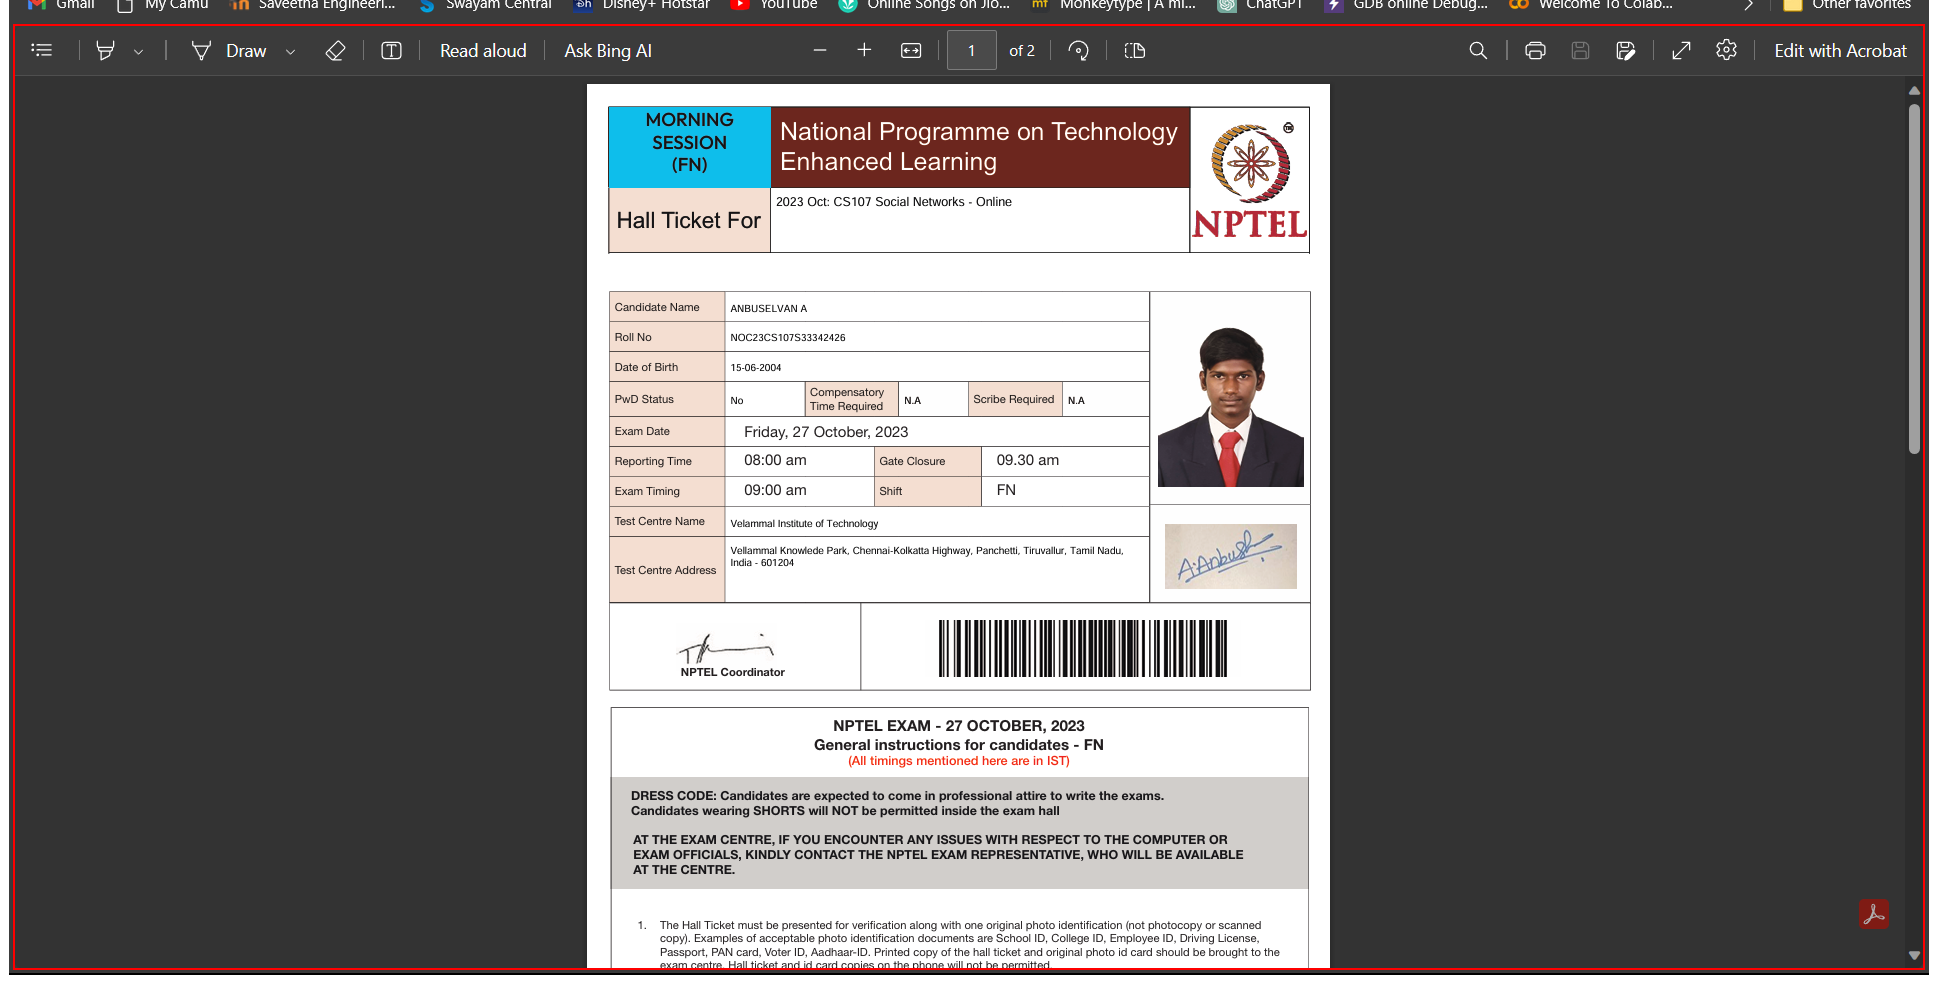 Gmail My Camu Saveetha Engineeri... Swayam Central Disney+ Hotstar YouTube Online Songs on Jio... Monkeytype | A mi... ChatGPT GDB online Debug... Welcome To Colab... Other favorites
Draw Read aloud Ask Bing AI 1 of 2 Edit with Acrobat
MORNING
SESSION
(FN)
National Programme on Technology
Enhanced Learning
Hall Ticket For
2023 Oct: CS107 Social Networks - Online
NPTEL
Candidate Name ANBUSELVAN A
Roll No NOC23CS107S33342426
Date of Birth 15-06-2004
PwD Status No Compensatory Time Required N.A Scribe Required N.A
Exam Date Friday, 27 October, 2023
Reporting Time 08:00 am Gate Closure 09.30 am
Exam Timing 09:00 am Shift FN
Test Centre Name Velammal Institute of Technology
Test Centre Address Vellammal Knowlede Park, Chennai-Kolkatta Highway, Panchetti, Tiruvallur, Tamil Nadu,
India - 601204
NPTEL Coordinator
NPTEL EXAM - 27 OCTOBER, 2023
General instructions for candidates - FN
(All timings mentioned here are in IST)
DRESS CODE: Candidates are expected to come in professional attire to write the exams.
Candidates wearing SHORTS will NOT be permitted inside the exam hall
AT THE EXAM CENTRE, IF YOU ENCOUNTER ANY ISSUES WITH RESPECT TO THE COMPUTER OR
EXAM OFFICIALS, KINDLY CONTACT THE NPTEL EXAM REPRESENTATIVE, WHO WILL BE AVAILABLE
AT THE CENTRE.
1. The Hall Ticket must be presented for verification along with one original photo identification (not photocopy or scanned
copy). Examples of acceptable photo identification documents are School ID, College ID, Employee ID, Driving License,
Passport, PAN card, Voter ID, Aadhaar-ID. Printed copy of the hall ticket and original photo id card should be brought to the
exam centre. Hall ticket and id card copies on the phone will not be permitted.